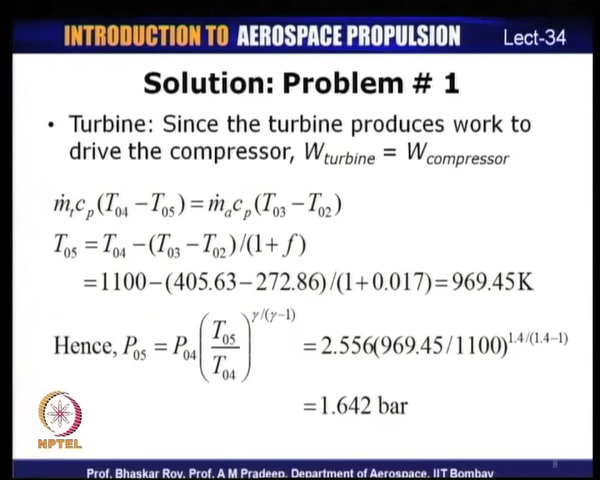 INTRODUCTION TO AEROSPACE PROPULSION Lect-34
Solution: Problem # 1
• Turbine: Since the turbine produces work to
drive the compressor, W_turbine = W_compressor
ṁ_t c_p(T_04 − T_05) = ṁ_a c_p(T_03 − T_02)
T_05 = T_04 − (T_03 − T_02)/(1+ f)
= 1100 − (405.63 − 272.86)/(1+0.017) = 969.45K
Hence, P_05 = P_04 (T_05/T_04)^γ/(γ−1) = 2.556(969.45/1100)^1.4/(1.4−1)
= 1.642 bar
NPTEL
8
Prof. Bhaskar Roy, Prof. A M Pradeep, Department of Aerospace, IIT Bombay